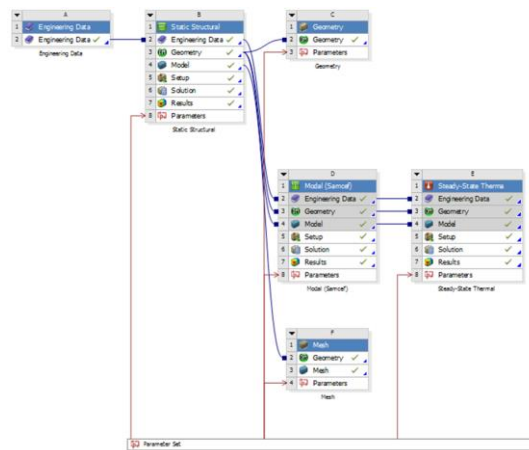 A
1 Engineering Data
2 Engineering Data
Engineering Data
B
1 Static Structural
2 Engineering Data
3 Geometry
4 Model
5 Setup
6 Solution
7 Results
8 Parameters
Static Structural
C
1 Geometry
2 Geometry
3 Parameters
Geometry
D
1 Model (Samcef)
2 Engineering Data
3 Geometry
4 Model
5 Setup
6 Solution
7 Results
8 Parameters
Model (Samcef)
E
1 Steady-State Therma
2 Engineering Data
3 Geometry
4 Model
5 Setup
6 Solution
7 Results
8 Parameters
Steady-State Thermal
F
1 Mesh
2 Geometry
3 Mesh
4 Parameters
Mesh
Parameter Set